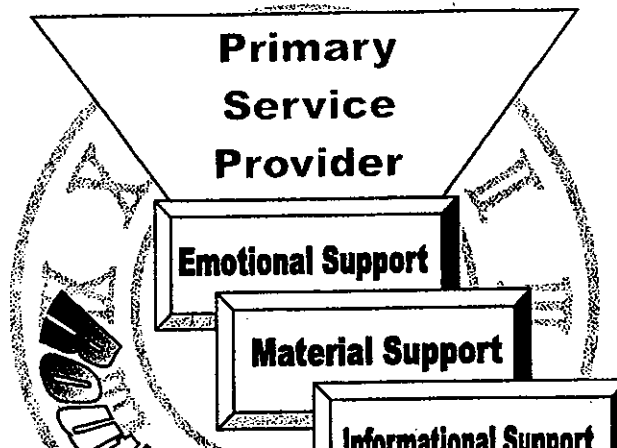 Primary
Service
Provider
Emotional Support
Material Support
Informational Support